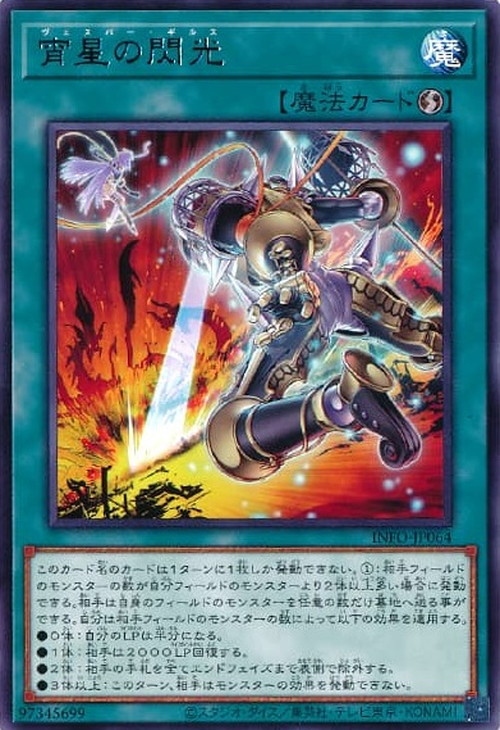 ヴェスパー・ギルス
宵星の閃光
魔
【魔法カード】
INFO-JP064
このカード名のカードは１ターンに１枚しか発動できない。①：相手フィールド
のモンスターの数が自分フィールドのモンスターより２体以上多い場合に発動
できる。相手は自身のフィールドのモンスターを任意の数だけ墓地へ送る事が
できる。自分は相手フィールドのモンスターの数によって以下の効果を適用する。
●０体：自分のLPは半分になる。
●１体：相手は２０００LP回復する。
●２体：相手の手札を全てエンドフェイズまで表側で除外する。
●３体以上：このターン、相手はモンスターの効果を発動できない。
97345699
©スタジオ・ダイス／集英社・テレビ東京・KONAMI